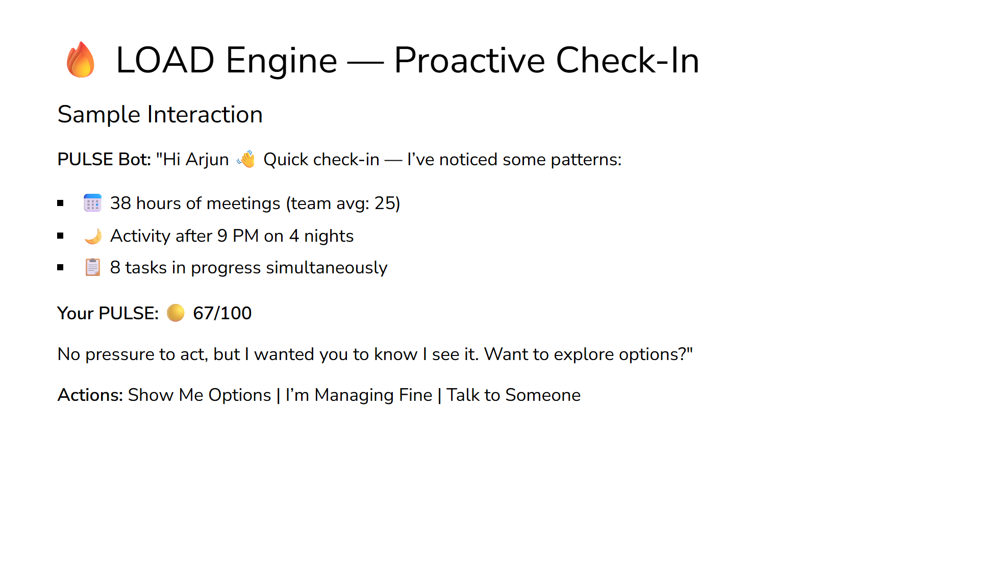 🔥 LOAD Engine — Proactive Check-In
Sample Interaction
PULSE Bot: "Hi Arjun 👋 Quick check-in — I’ve noticed some patterns:
▪ 📅 38 hours of meetings (team avg: 25)
▪ 🌙 Activity after 9 PM on 4 nights
▪ 📋 8 tasks in progress simultaneously
Your PULSE: 🟡 67/100
No pressure to act, but I wanted you to know I see it. Want to explore options?"
Actions: Show Me Options | I’m Managing Fine | Talk to Someone